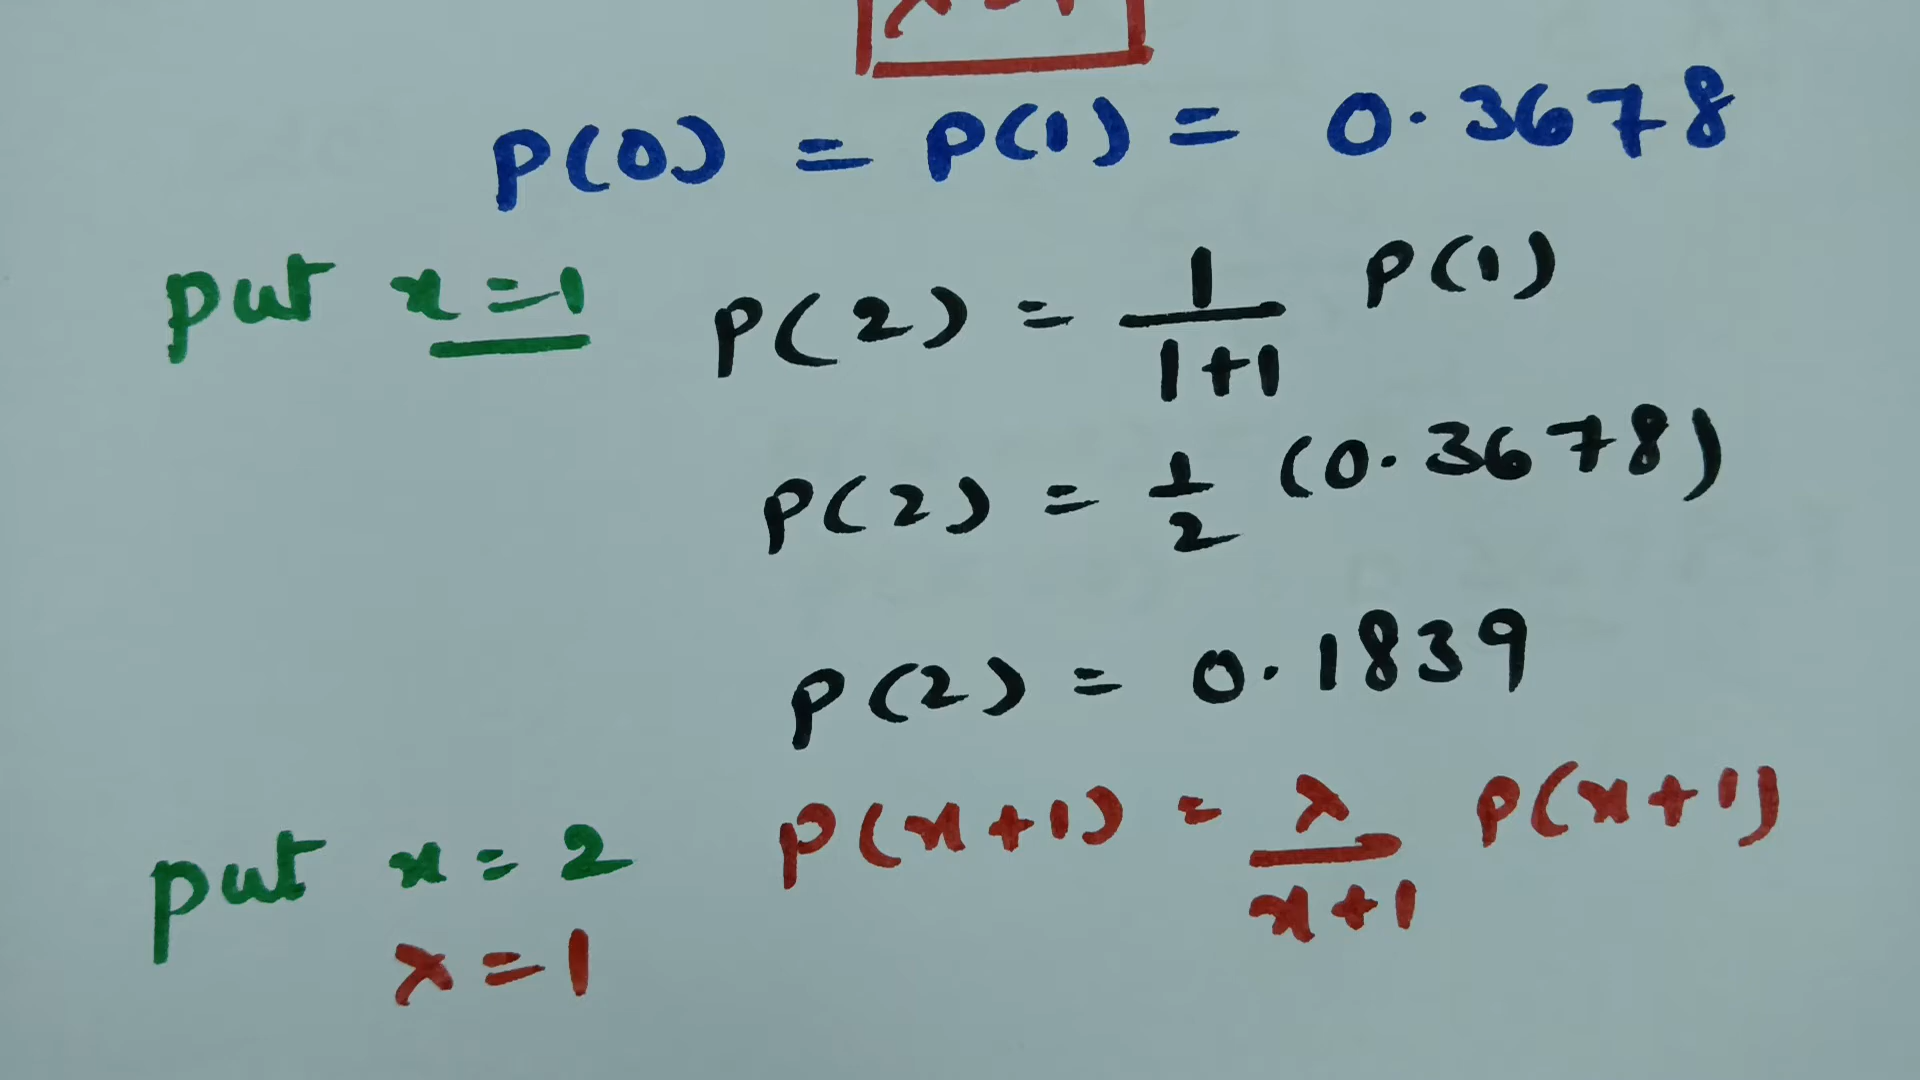 λ=1
P(0) = P(1) = 0.3678
put x=1 P(2) = 1/(1+1) P(1)
P(2) = 1/2 (0.3678)
P(2) = 0.1839
put x=2 P(x+1) = λ/(x+1) P(x+1)
λ=1